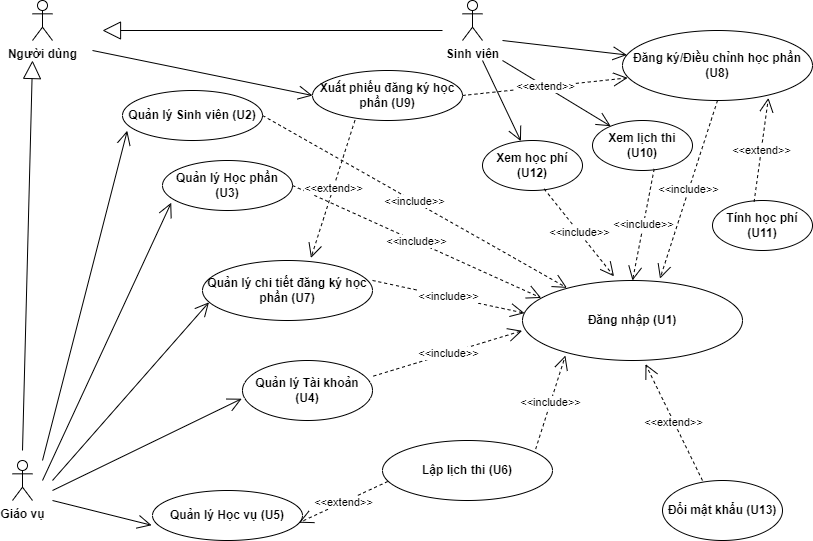 Người dùng
Sinh viên
Đăng ký/Điều chỉnh học phần
(U8)
Xuất phiếu đăng ký học
phần (U9)
<<extend>>
Quản lý Sinh viên (U2)
Xem lịch thi
(U10)
Xem học phí
(U12)
<<extend>>
Quản lý Học phần
(U3)
<<extend>>
<<include>>
<<include>>
Tính học phí
(U11)
<<include>>
<<include>>
<<include>>
Quản lý chi tiết đăng ký học
phần (U7)
<<include>>
Đăng nhập (U1)
<<include>>
Quản lý Tài khoản
(U4)
<<include>>
<<extend>>
Lập lịch thi (U6)
<<extend>>
Giáo vụ
Quản lý Học vụ (U5)
Đổi mật khẩu (U13)